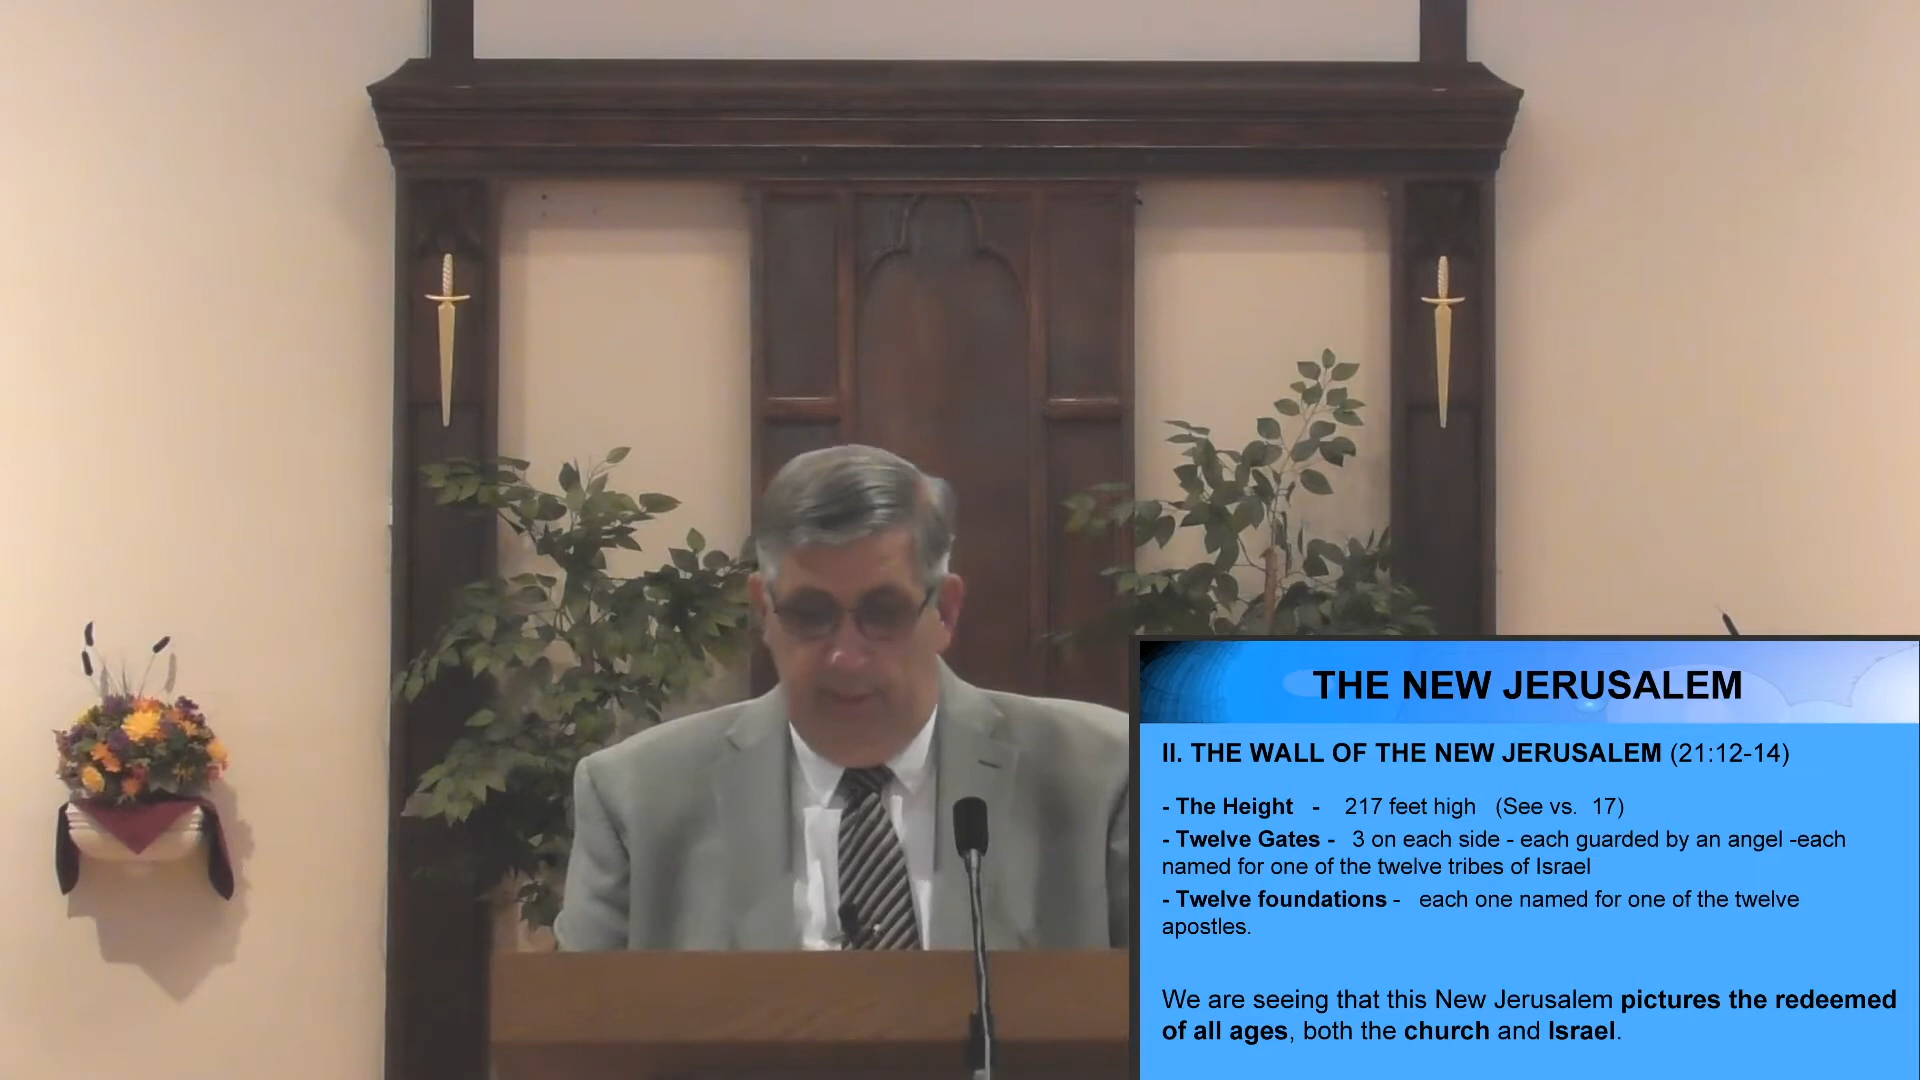 THE NEW JERUSALEM
II. THE WALL OF THE NEW JERUSALEM (21:12-14)
- The Height - 217 feet high (See vs. 17)
- Twelve Gates - 3 on each side - each guarded by an angel -each
named for one of the twelve tribes of Israel
- Twelve foundations - each one named for one of the twelve
apostles.
We are seeing that this New Jerusalem pictures the redeemed
of all ages, both the church and Israel.